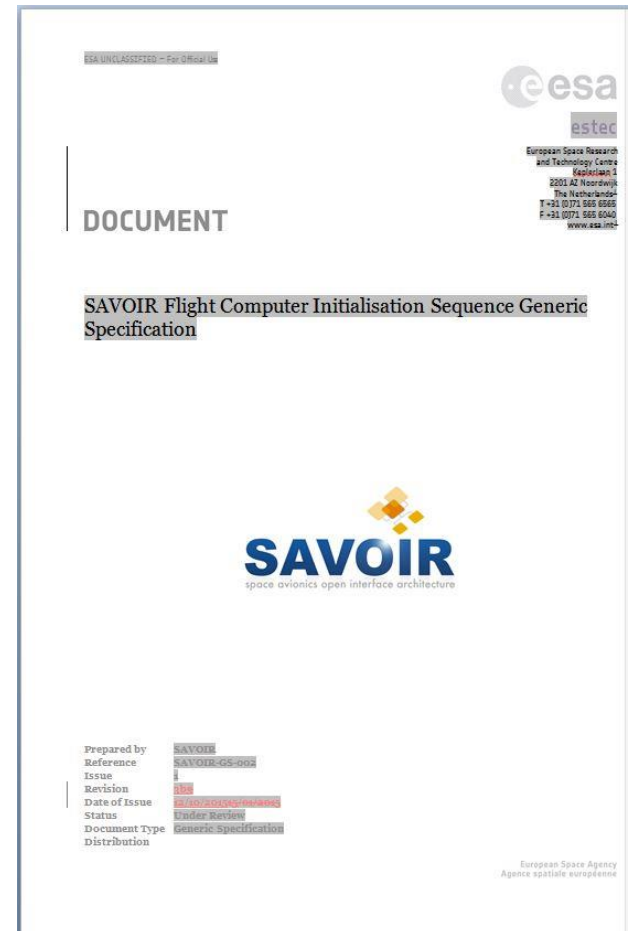 ESA UNCLASSIFIED – For Official Us
esa
estec
European Space Research
and Technology Centre
Keplerlaan 1
2201 AZ Noordwijk
The Netherlands
T +31 (0)71 565 6565
F +31 (0)71 565 6040
www.esa.int
DOCUMENT
SAVOIR Flight Computer Initialisation Sequence Generic
Specification
SAVOIR
space avionics open interface architecture
Prepared by SAVOIR
Reference SAVOIR-GS-002
Issue 1
Revision
Date of Issue
Status Under Review
Document Type Generic Specification
Distribution
European Space Agency
Agence spatiale européenne